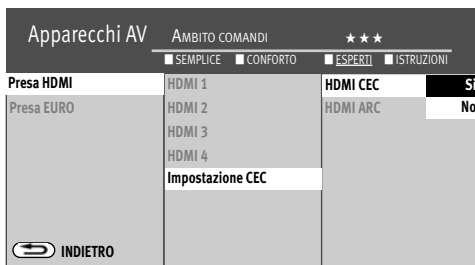 Apparecchi AV AMBITO COMANDI ★★★
SEMPLICE CONFORTO ESPERTI ISTRUZIONI
Presa HDMI HDMI 1 HDMI CEC Si
Presa EURO HDMI 2 HDMI ARC No
HDMI 3
HDMI 4
Impostazione CEC
INDIETRO